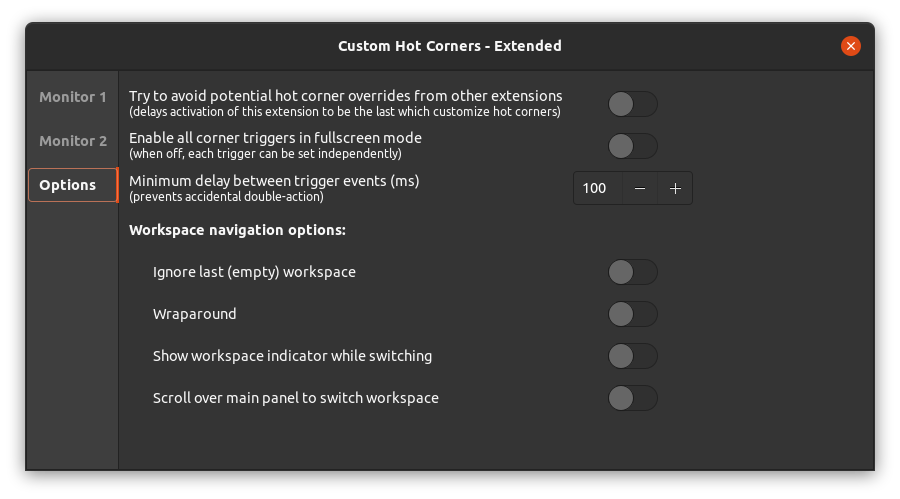 Custom Hot Corners - Extended
Monitor 1
Monitor 2
Options
Try to avoid potential hot corner overrides from other extensions
(delays activation of this extension to be the last which customize hot corners)
Enable all corner triggers in fullscreen mode
(when off, each trigger can be set independently)
Minimum delay between trigger events (ms)
(prevents accidental double-action)
100 − +
Workspace navigation options:
Ignore last (empty) workspace
Wraparound
Show workspace indicator while switching
Scroll over main panel to switch workspace